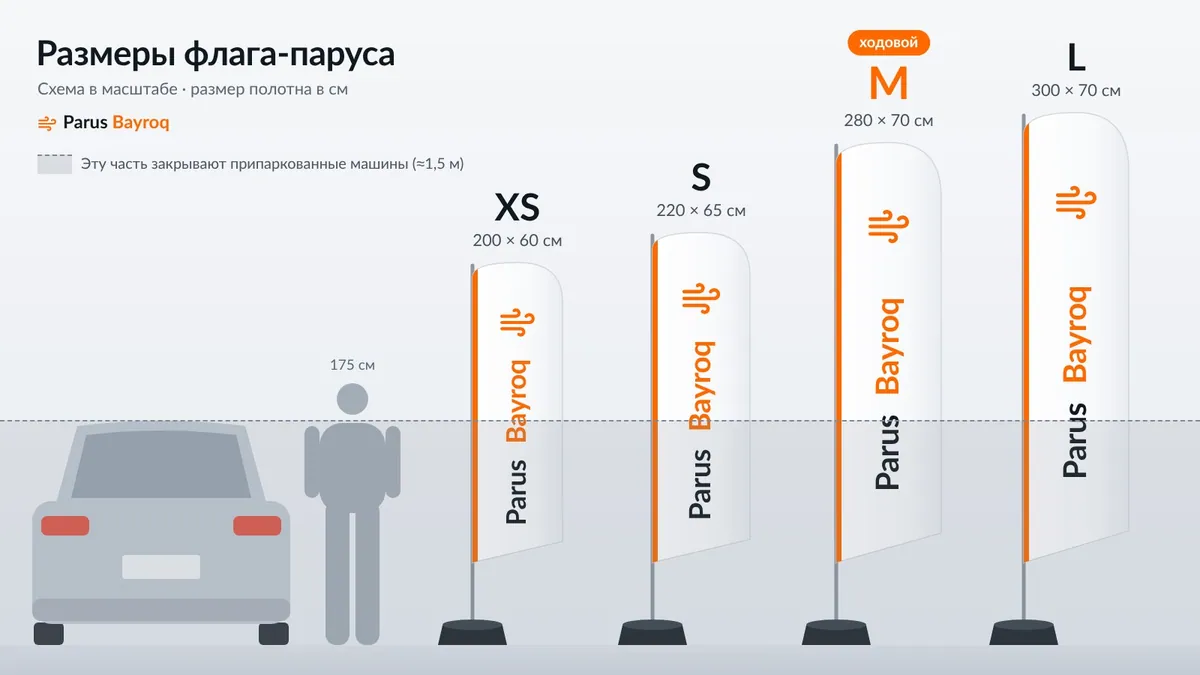 Размеры флага-паруса
Схема в масштабе · размер полотна в см
Parus Bayroq
Эту часть закрывают припаркованные машины (≈1,5 м)
175 см
XS
200 × 60 см
Parus Bayroq
S
220 × 65 см
Parus Bayroq
ходовой
M
280 × 70 см
Parus Bayroq
L
300 × 70 см
Parus Bayroq